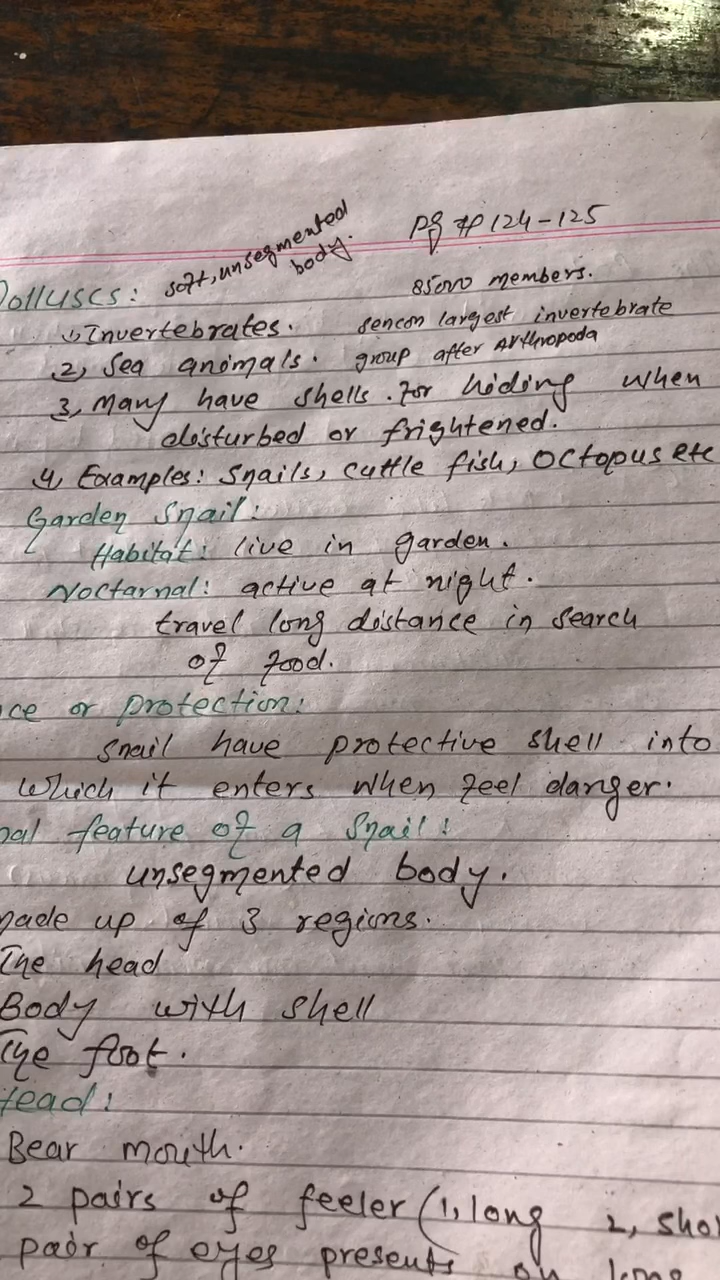 pg # 124-125
Dolluscs: soft, unsegmented body.
85000 members.
1, Invertebrates. sencon largest invertebrate
2, Sea animals. group after Arthropoda
3, Many have shells. For hiding when
disturbed or frightened.
4, Examples: Snails, cuttle fish, Octopus etc
Garden Snail:
Habitat: live in garden.
Noctarnal: active at night.
travel long distance in search
of food.
ce or protection:
snail have protective shell into
which it enters when feel danger.
nal feature of a Snail:
unsegmented body.
made up of 3 regions.
The head
Body with shell
The foot.
Head:
Bear mouth.
2 pairs of feeler (1, long 2, sho
pair of eyes presents on long